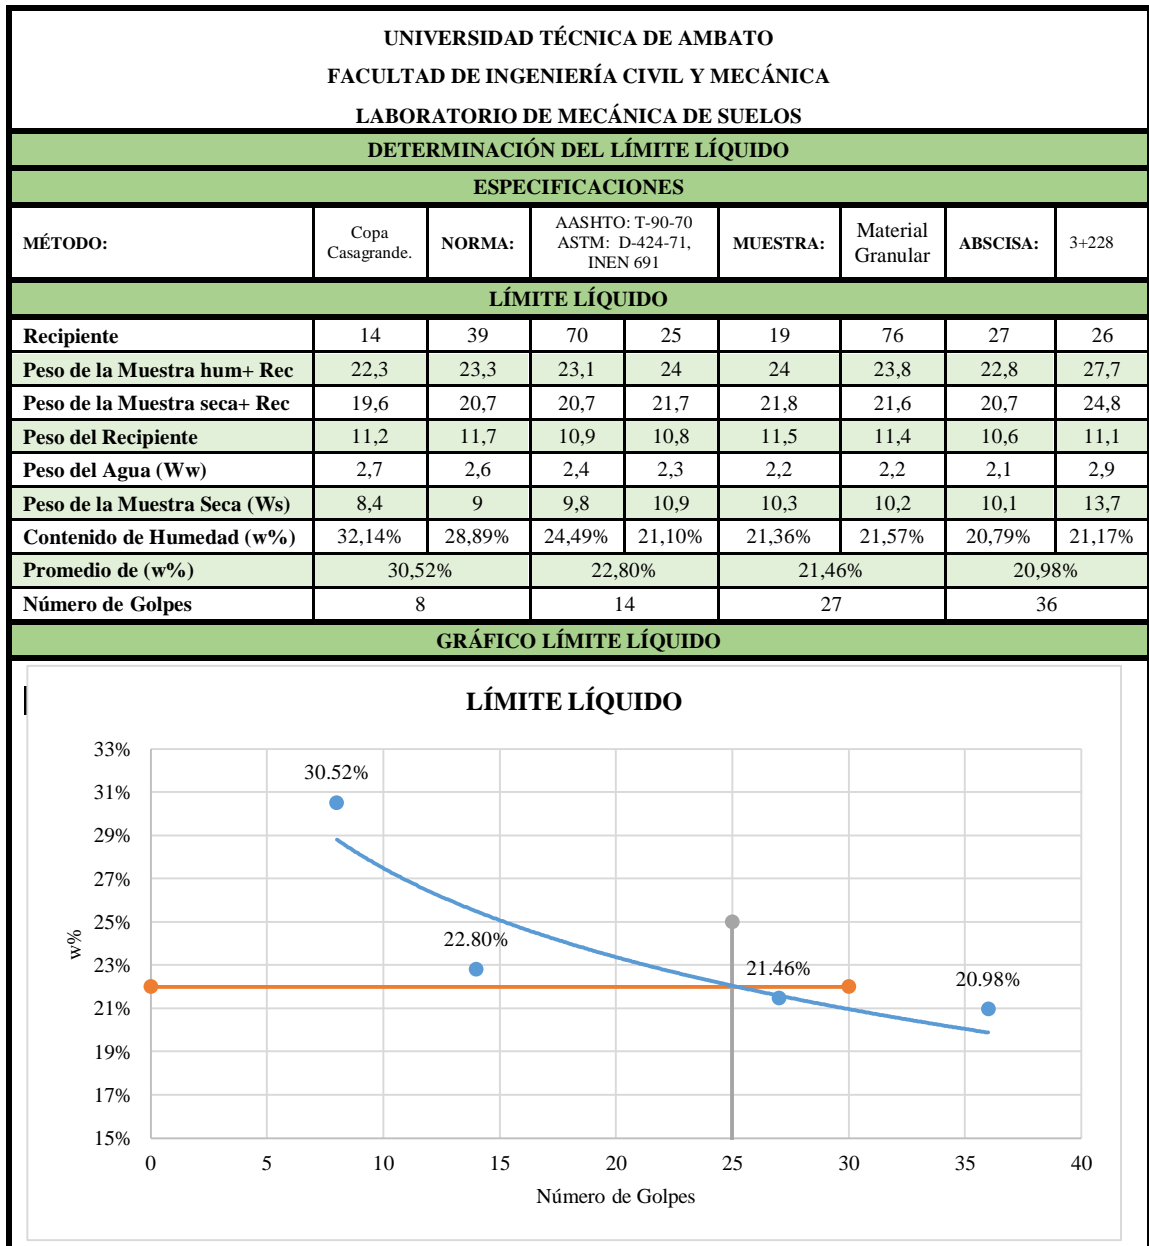 UNIVERSIDAD TÉCNICA DE AMBATO
FACULTAD DE INGENIERÍA CIVIL Y MECÁNICA
LABORATORIO DE MECÁNICA DE SUELOS
DETERMINACIÓN DEL LÍMITE LÍQUIDO
ESPECIFICACIONES
MÉTODO: Copa Casagrande. NORMA: AASHTO: T-90-70 ASTM: D-424-71, INEN 691 MUESTRA: Material Granular ABSCISA: 3+228
LÍMITE LÍQUIDO
Recipiente 14 39 70 25 19 76 27 26
Peso de la Muestra hum+ Rec 22,3 23,3 23,1 24 24 23,8 22,8 27,7
Peso de la Muestra seca+ Rec 19,6 20,7 20,7 21,7 21,8 21,6 20,7 24,8
Peso del Recipiente 11,2 11,7 10,9 10,8 11,5 11,4 10,6 11,1
Peso del Agua (Ww) 2,7 2,6 2,4 2,3 2,2 2,2 2,1 2,9
Peso de la Muestra Seca (Ws) 8,4 9 9,8 10,9 10,3 10,2 10,1 13,7
Contenido de Humedad (w%) 32,14% 28,89% 24,49% 21,10% 21,36% 21,57% 20,79% 21,17%
Promedio de (w%) 30,52% 22,80% 21,46% 20,98%
Número de Golpes 8 14 27 36
GRÁFICO LÍMITE LÍQUIDO
LÍMITE LÍQUIDO
33%
30.52%
31%
29%
27%
25%
22.80%
w%
23%
21.46%
20.98%
21%
19%
17%
15%
0 5 10 15 20 25 30 35 40
Número de Golpes